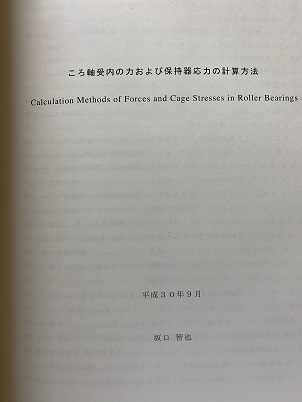 ころ軸受内の力および保持器応力の計算方法
Calculation Methods of Forces and Cage Stresses in Roller Bearings
平成30年9月
坂口 智也